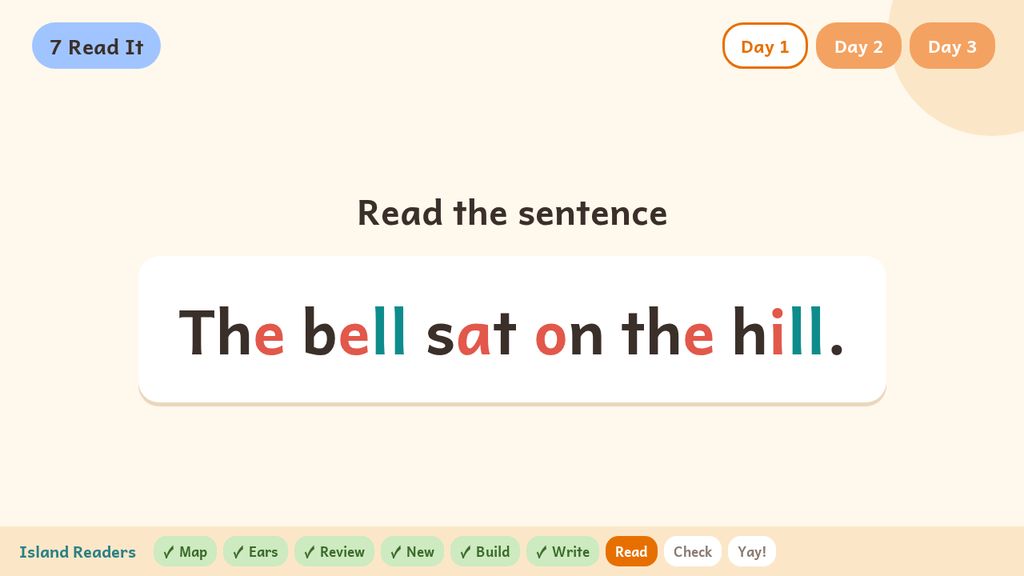 7 Read It
Day 1 Day 2 Day 3
Read the sentence
The bell sat on the hill.
Island Readers ✓ Map ✓ Ears ✓ Review ✓ New ✓ Build ✓ Write Read Check Yay!